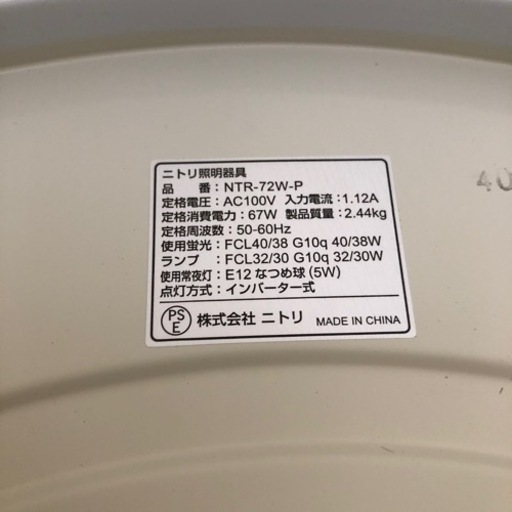 ニトリ照明器具
品 番：NTR-72W-P
定格電圧：AC100V 入力電流：1.12A
定格消費電力：67W 製品質量：2.44kg
定格周波数：50-60Hz
使用蛍光：FCL40/38 G10q 40/38W
ランプ：FCL32/30 G10q 32/30W
使用常夜灯：E12 なつめ球(5W)
点灯方式：インバーター式
PSE 株式会社 ニトリ MADE IN CHINA
40